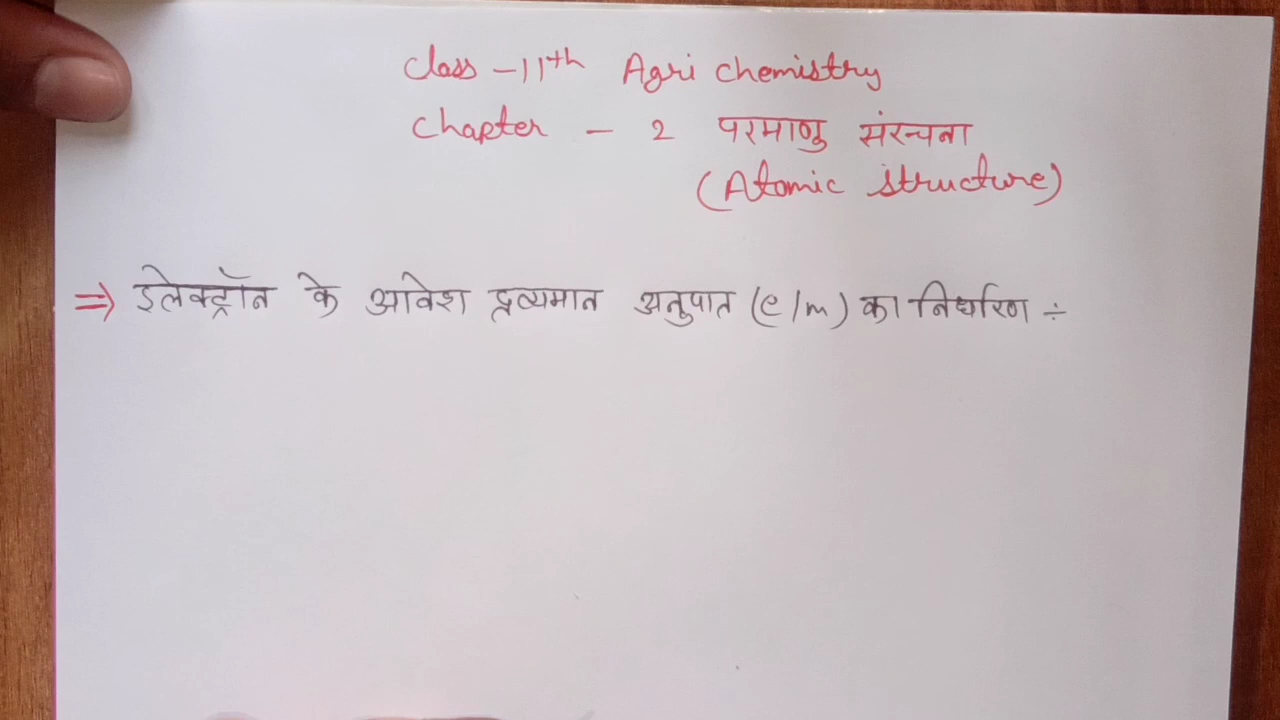 Class -11th Agri Chemistry
Chapter - 2 परमाणु संरचना
(Atomic structure)
⇒ इलेक्ट्रॉन के आवेश द्रव्यमान अनुपात (e/m) का निर्धारण ÷